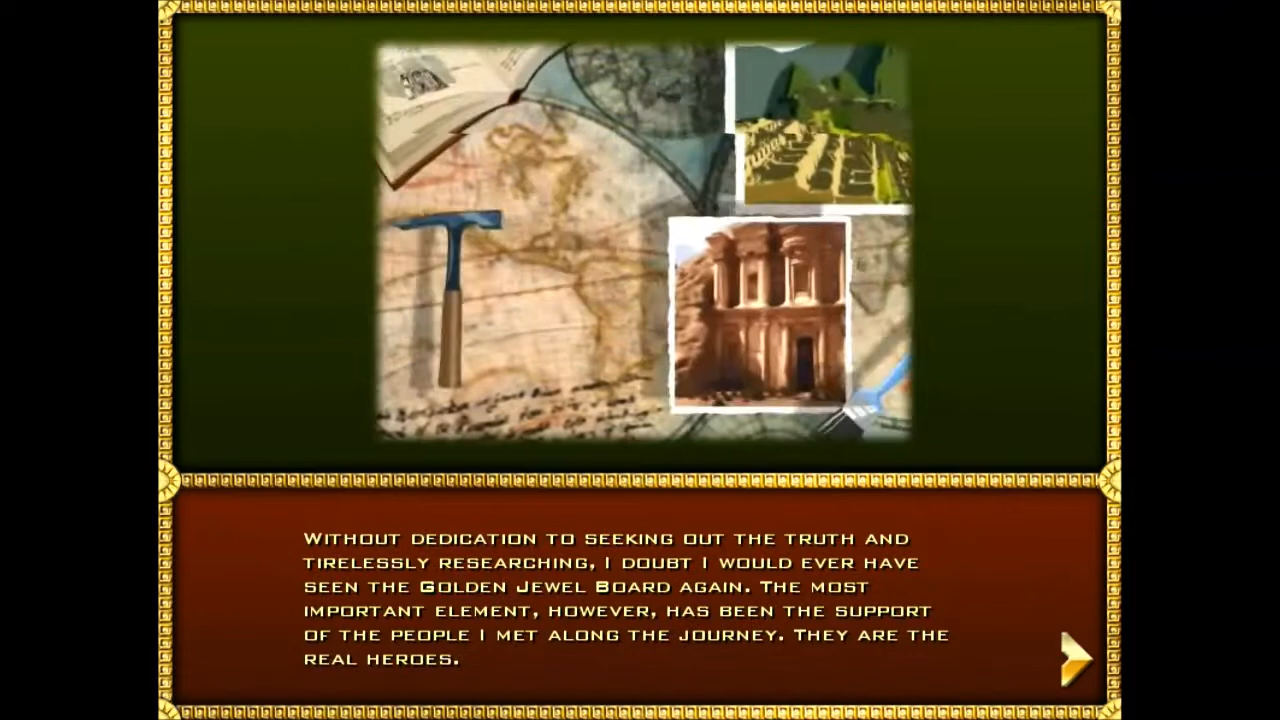 Without dedication to seeking out the truth and
tirelessly researching, I doubt I would ever have
seen the Golden Jewel Board again. The most
important element, however, has been the support
of the people I met along the journey. They are the
real heroes.